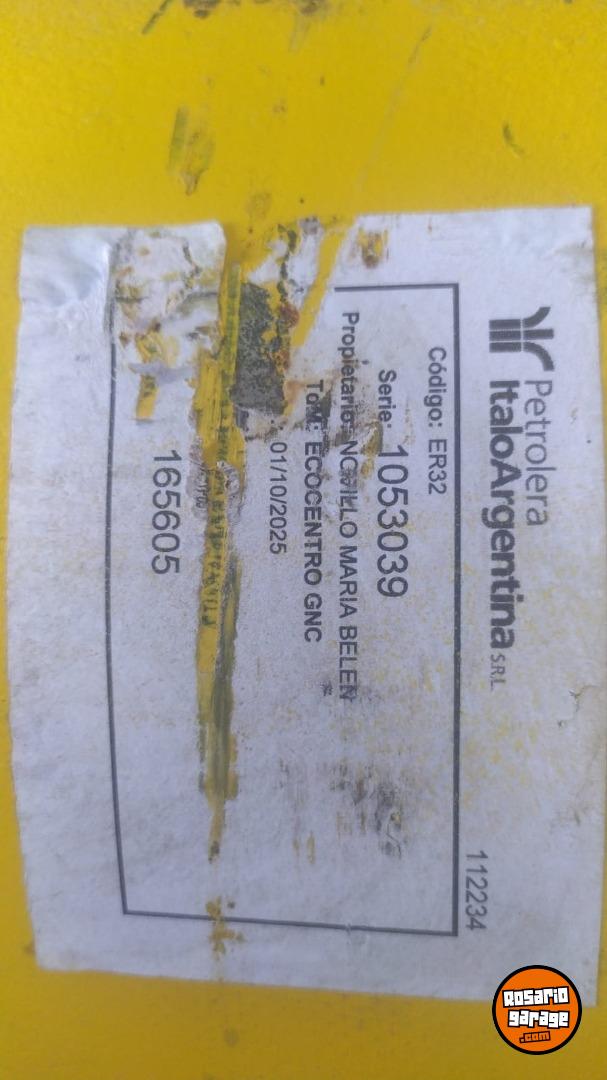 Petrolera
ItaloArgentina S.R.L.
112234
Código: ER32
Serie: 1053039
Propietario: NOVILLO MARIA BELEN
ECOCENTRO GNC
01/10/2025
165605
Rosario
garage
.com